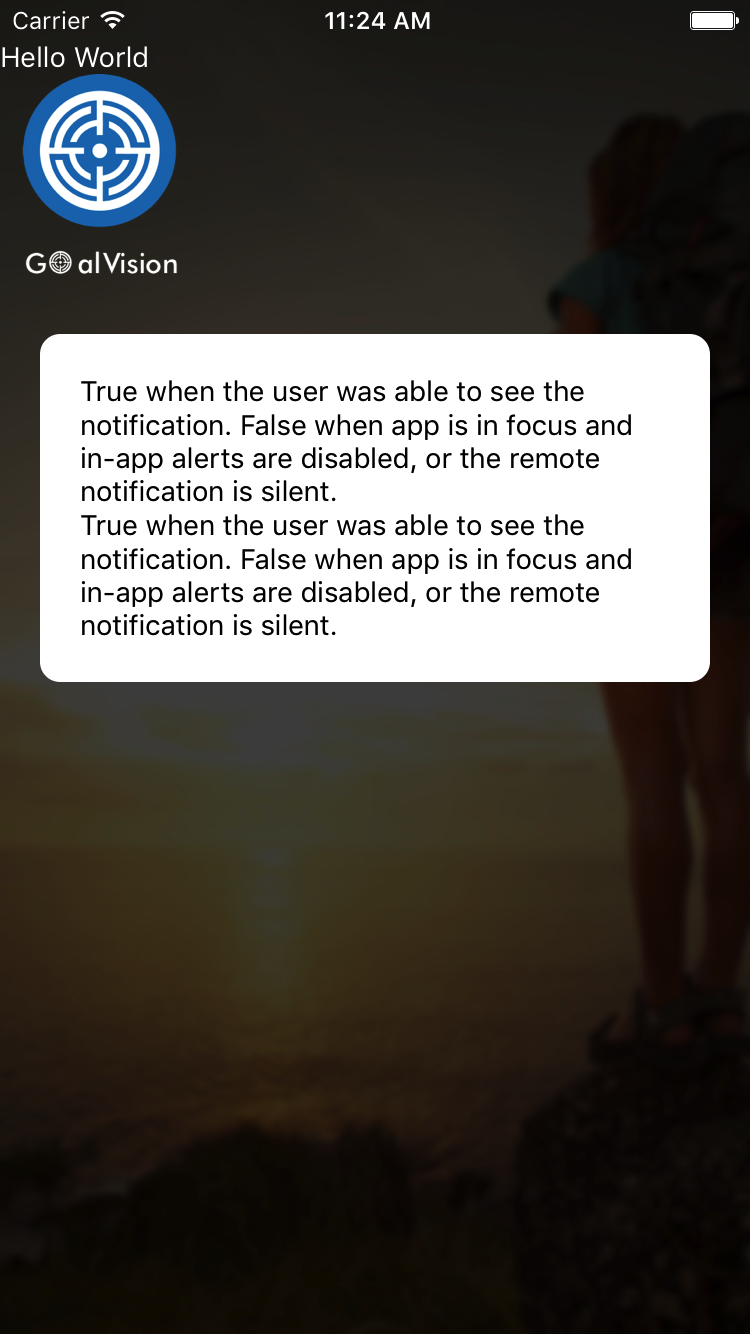 Carrier 11:24 AM
Hello World
G al Vision
True when the user was able to see the
notification. False when app is in focus and
in-app alerts are disabled, or the remote
notification is silent.
True when the user was able to see the
notification. False when app is in focus and
in-app alerts are disabled, or the remote
notification is silent.